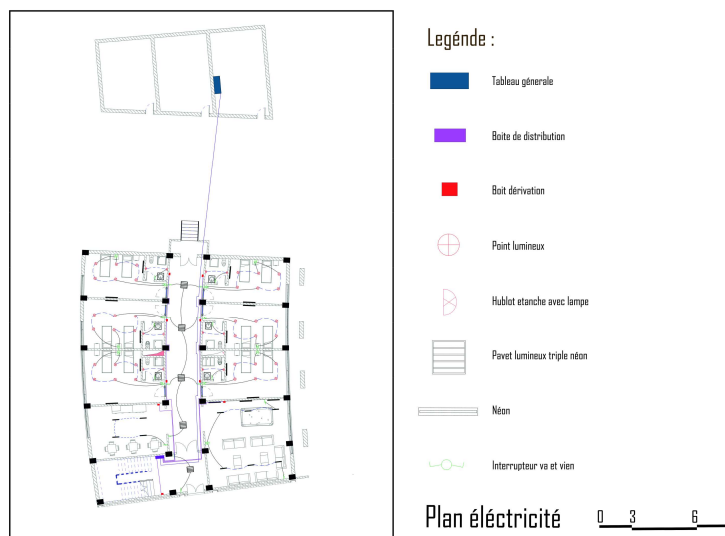 Legénde :
Tableau génerale
Boite de distribution
Boit dérivation
Point lumineux
Hublot etanche avec lampe
Pavet lumineux triple néon
Néon
Interrupteur va et vien
Plan éléctricité
0 3 6